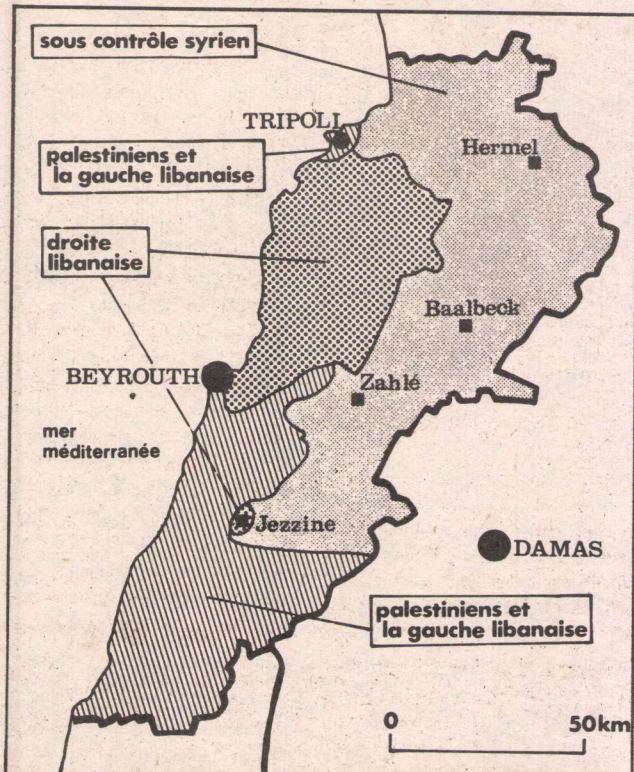 sous contrôle syrien
TRIPOLI
Hermel
palestiniens et
la gauche libanaise
droite
libanaise
Baalbeck
BEYROUTH
Zahlé
mer
méditerranée
Jezzine
DAMAS
palestiniens et
la gauche libanaise
0 50km